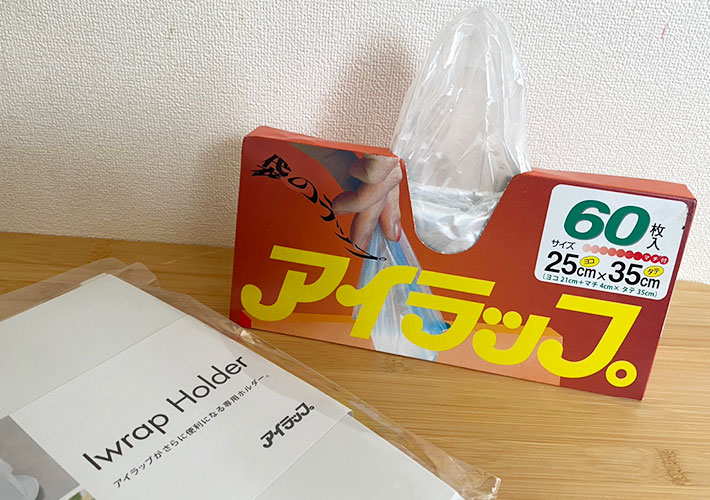 袋のラップ。
アイラップ。
60枚入
マチ付
サイズ ヨコ タテ
25cm×35cm
(ヨコ 21cm+マチ 4cm× タテ 35cm)
Iwrap Holder
アイラップがさらに便利になる専用ホルダー。
アイラップ。